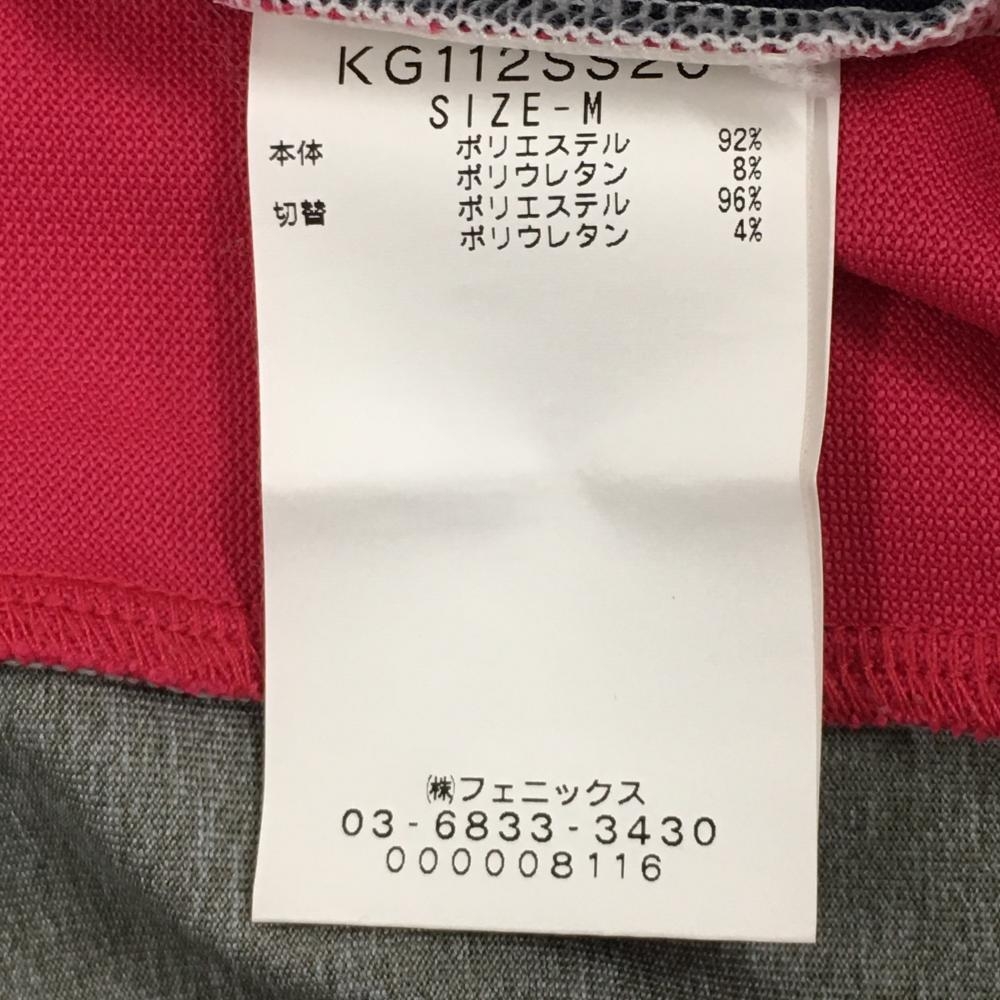 KG112SS20
SIZE-M
本体 ポリエステル 92%
ポリウレタン 8%
切替 ポリエステル 96%
ポリウレタン 4%
㈱フェニックス
03-6833-3430
000008116